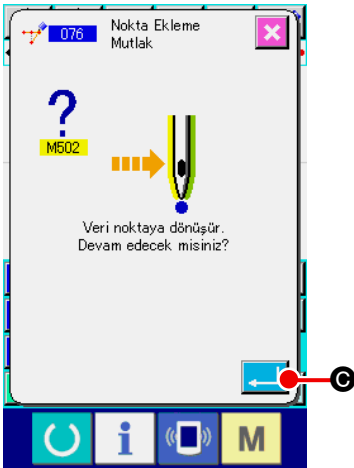 076
Nokta Ekleme
Mutlak
?
M502
Veri noktaya dönüşür.
Devam edecek misiniz?
C
i
M